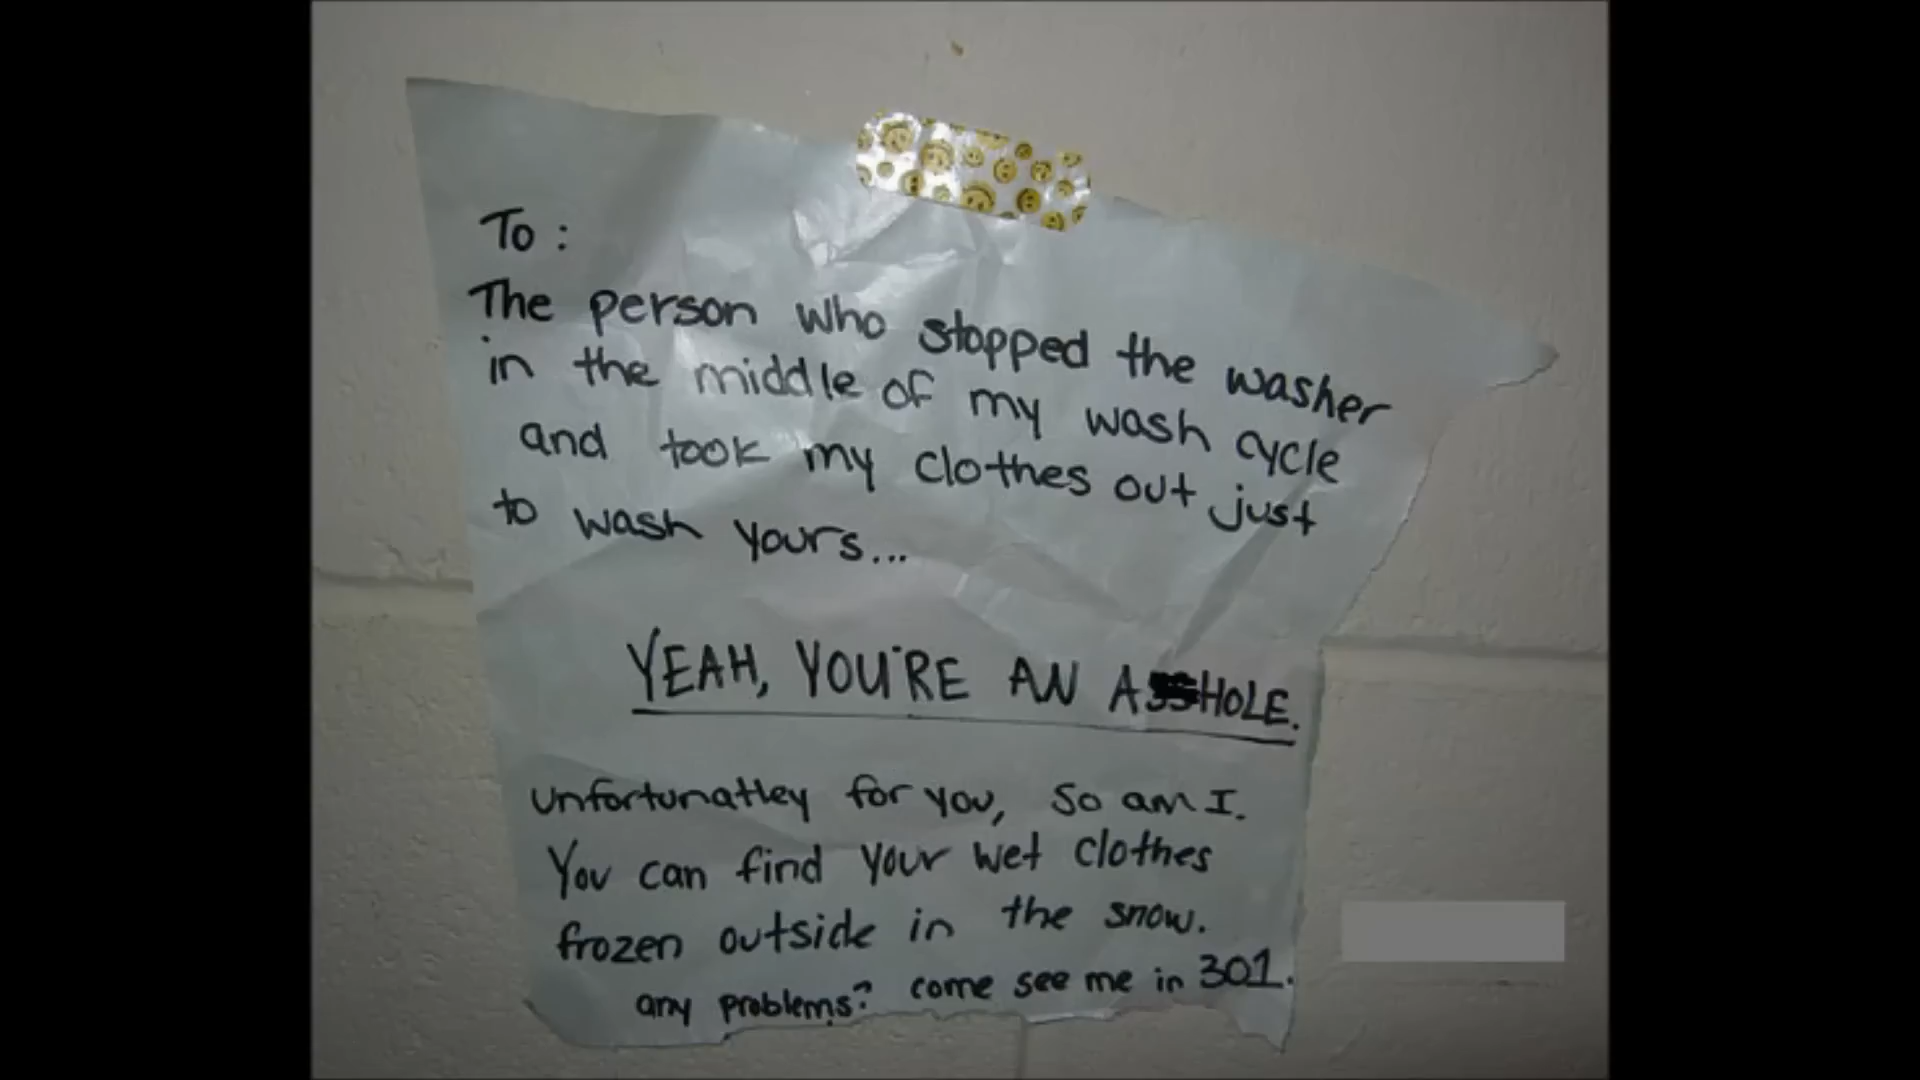 To:
The person who stopped the washer
in the middle of my wash cycle
and took my clothes out just
to wash yours...
YEAH, YOU'RE AN ASSHOLE.
unfortunatley for you, so am I.
You can find your wet clothes
frozen outside in the snow.
any problems? come see me in 301.